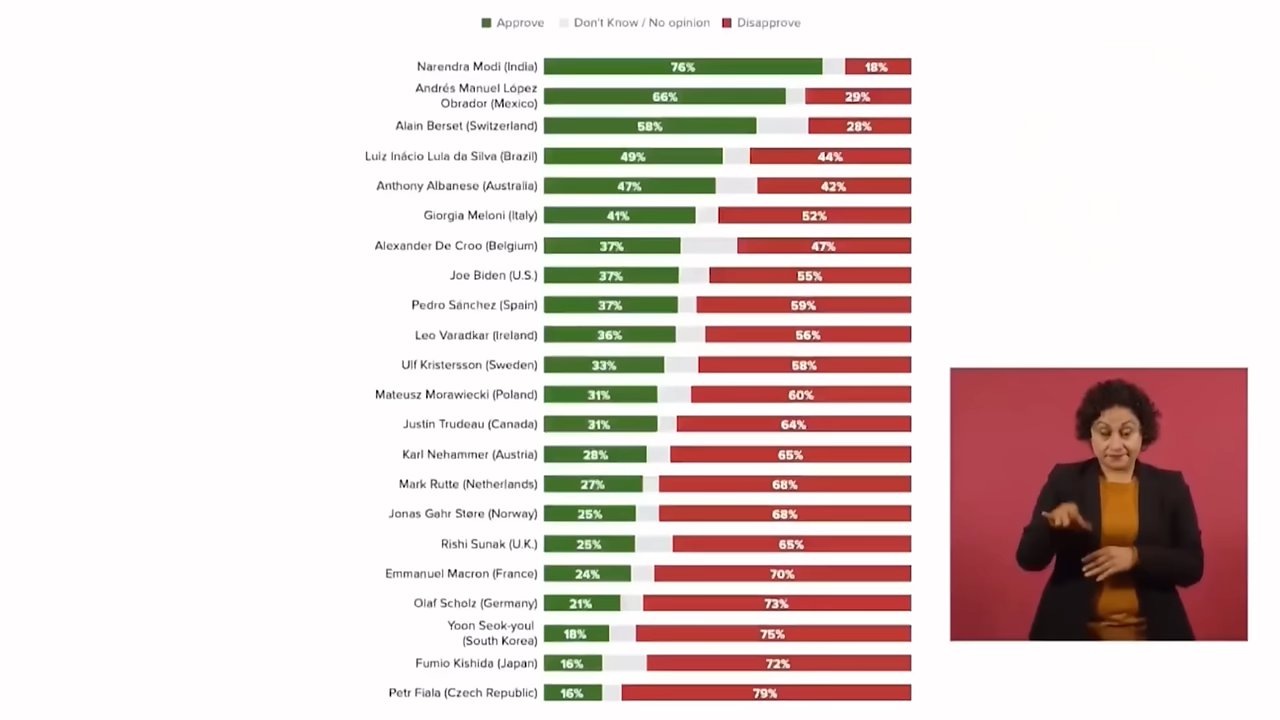 Approve Don't Know / No opinion Disapprove
Narendra Modi (India) 76% 18%
Andrés Manuel López
Obrador (Mexico) 66% 29%
Alain Berset (Switzerland) 58% 28%
Luiz Inácio Lula da Silva (Brazil) 49% 44%
Anthony Albanese (Australia) 47% 42%
Giorgia Meloni (Italy) 41% 52%
Alexander De Croo (Belgium) 37% 47%
Joe Biden (U.S.) 37% 55%
Pedro Sánchez (Spain) 37% 59%
Leo Varadkar (Ireland) 36% 56%
Ulf Kristersson (Sweden) 33% 58%
Mateusz Morawiecki (Poland) 31% 60%
Justin Trudeau (Canada) 31% 64%
Karl Nehammer (Austria) 28% 65%
Mark Rutte (Netherlands) 27% 68%
Jonas Gahr Støre (Norway) 25% 68%
Rishi Sunak (U.K.) 25% 65%
Emmanuel Macron (France) 24% 70%
Olaf Scholz (Germany) 21% 73%
Yoon Seok-youl
(South Korea) 18% 75%
Fumio Kishida (Japan) 16% 72%
Petr Fiala (Czech Republic) 16% 79%